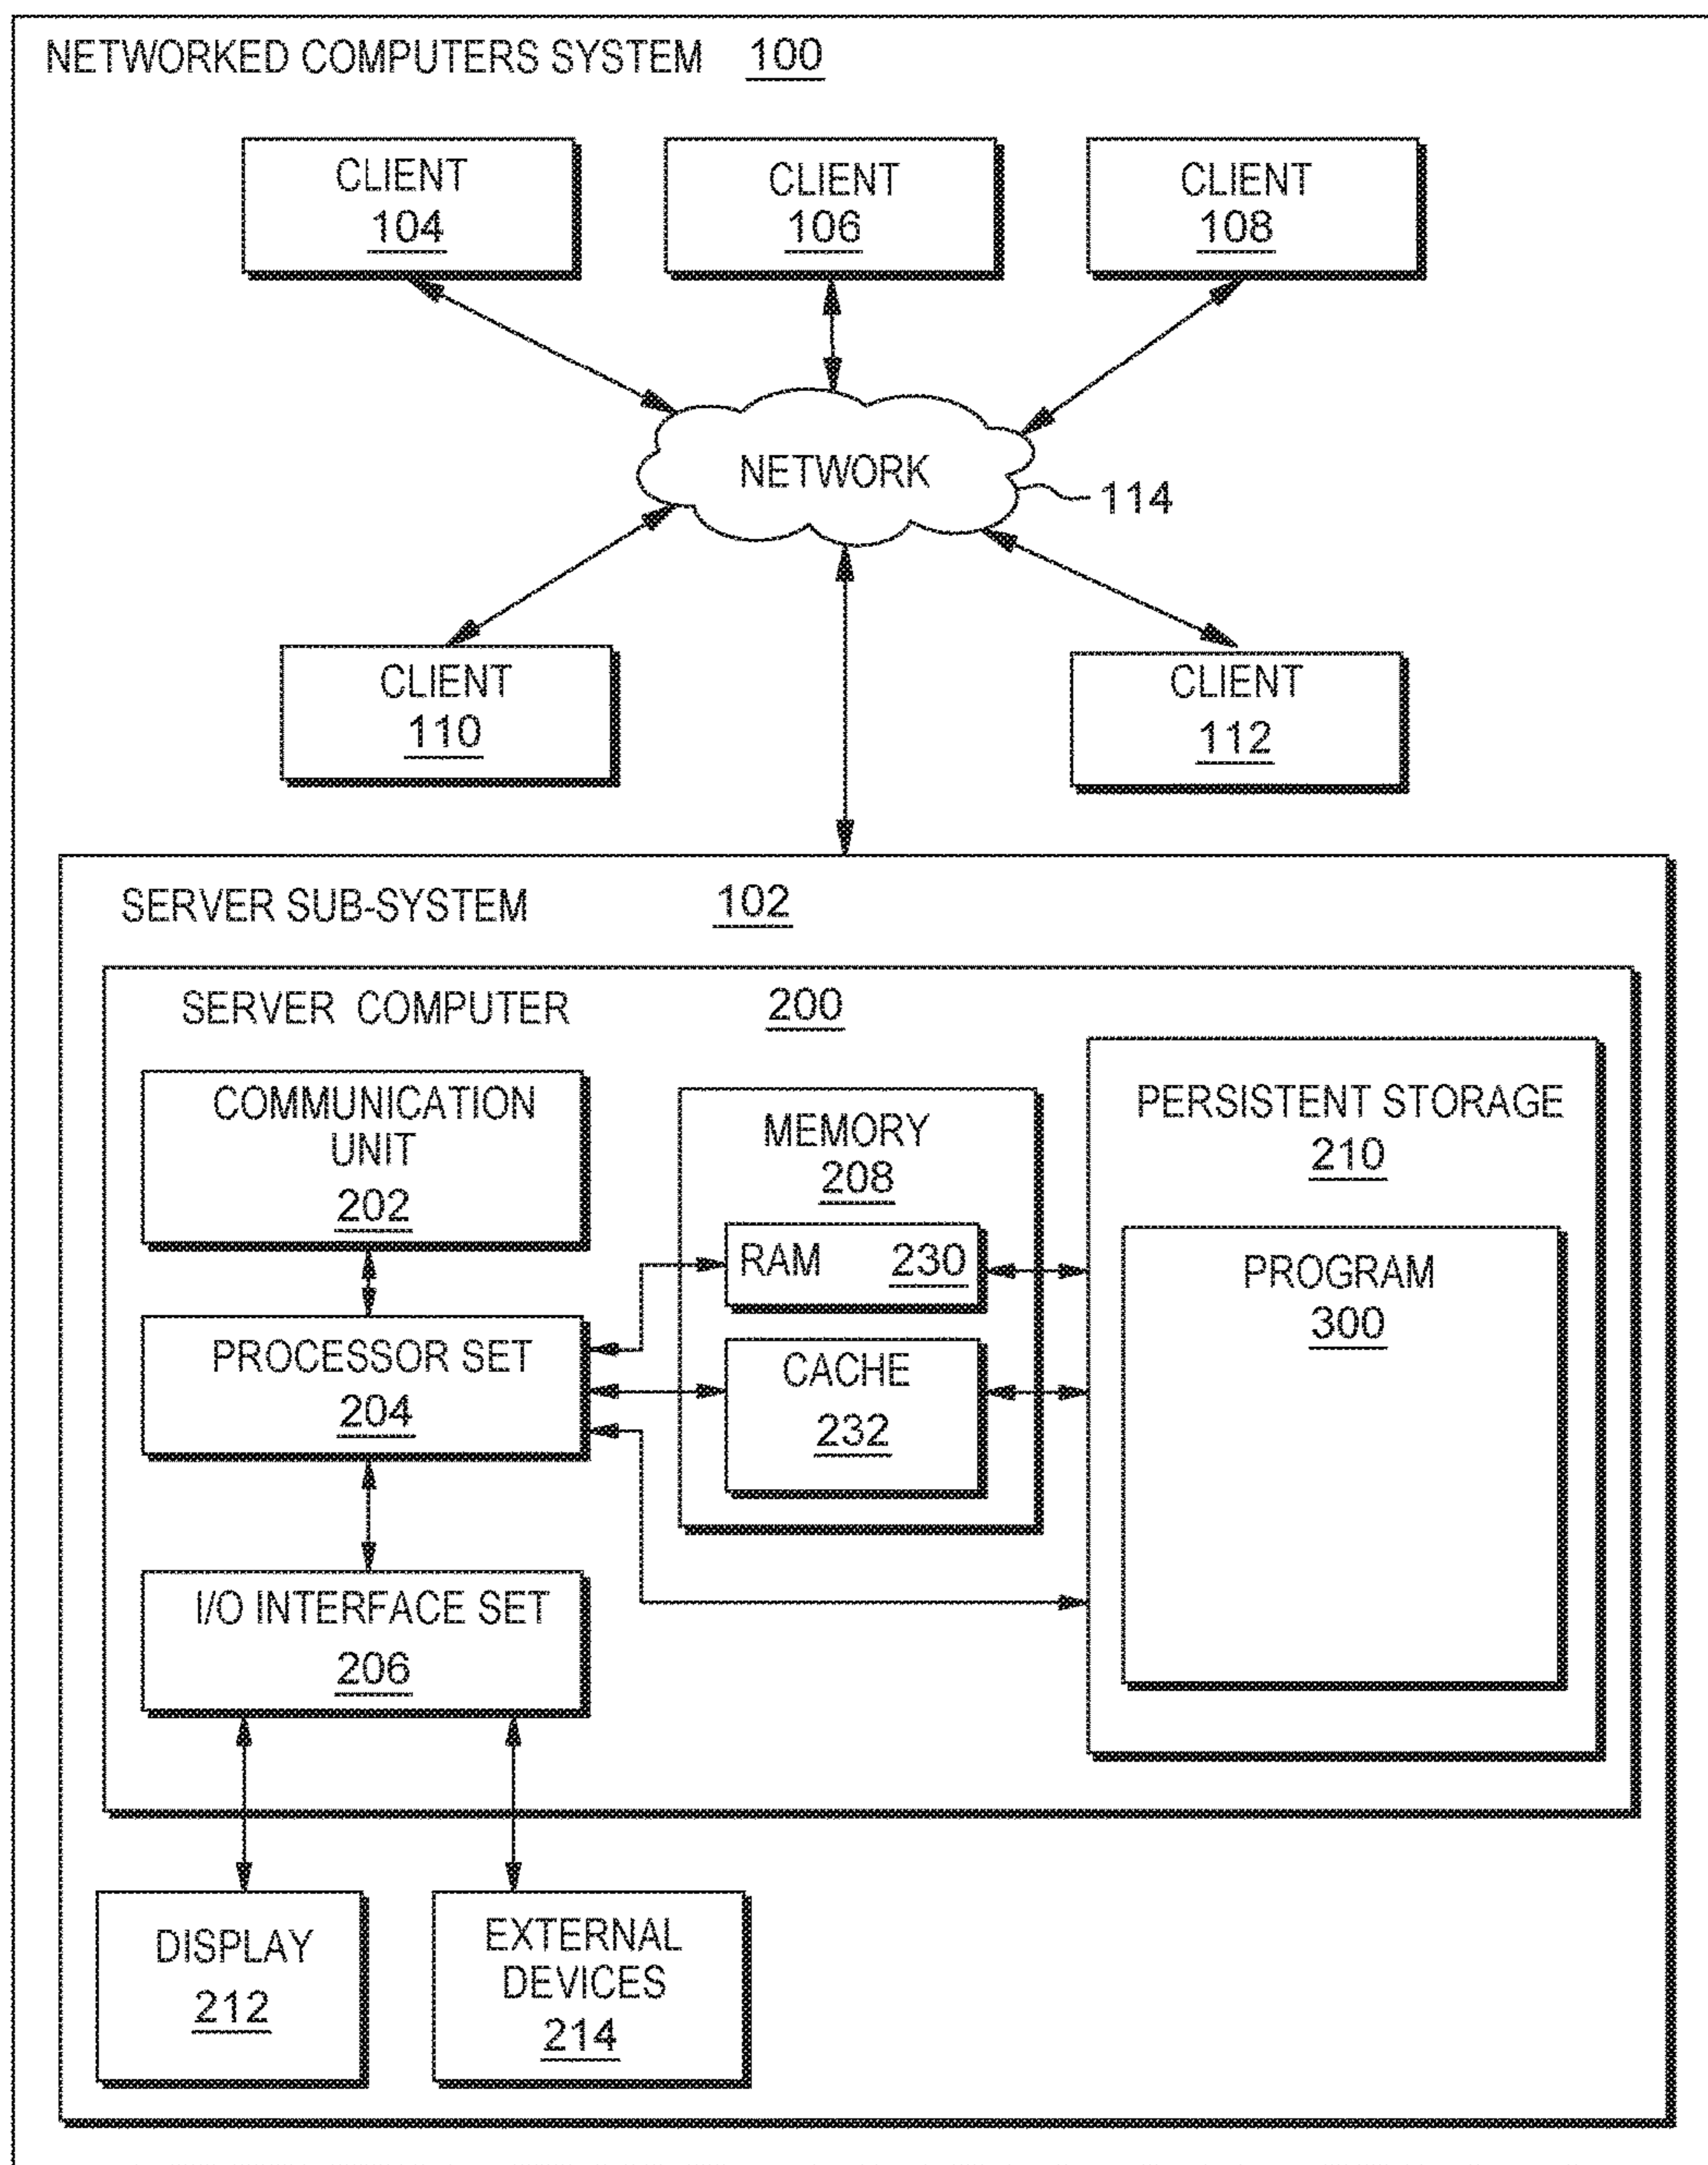 NETWORKED COMPUTERS SYSTEM 100
CLIENT
104
CLIENT
106
CLIENT
108
NETWORK
114
CLIENT
110
CLIENT
112
SERVER SUB-SYSTEM 102
SERVER COMPUTER 200
COMMUNICATION
UNIT
202
PROCESSOR SET
204
I/O INTERFACE SET
206
MEMORY
208
RAM 230
CACHE
232
PERSISTENT STORAGE
210
PROGRAM
300
DISPLAY
212
EXTERNAL
DEVICES
214